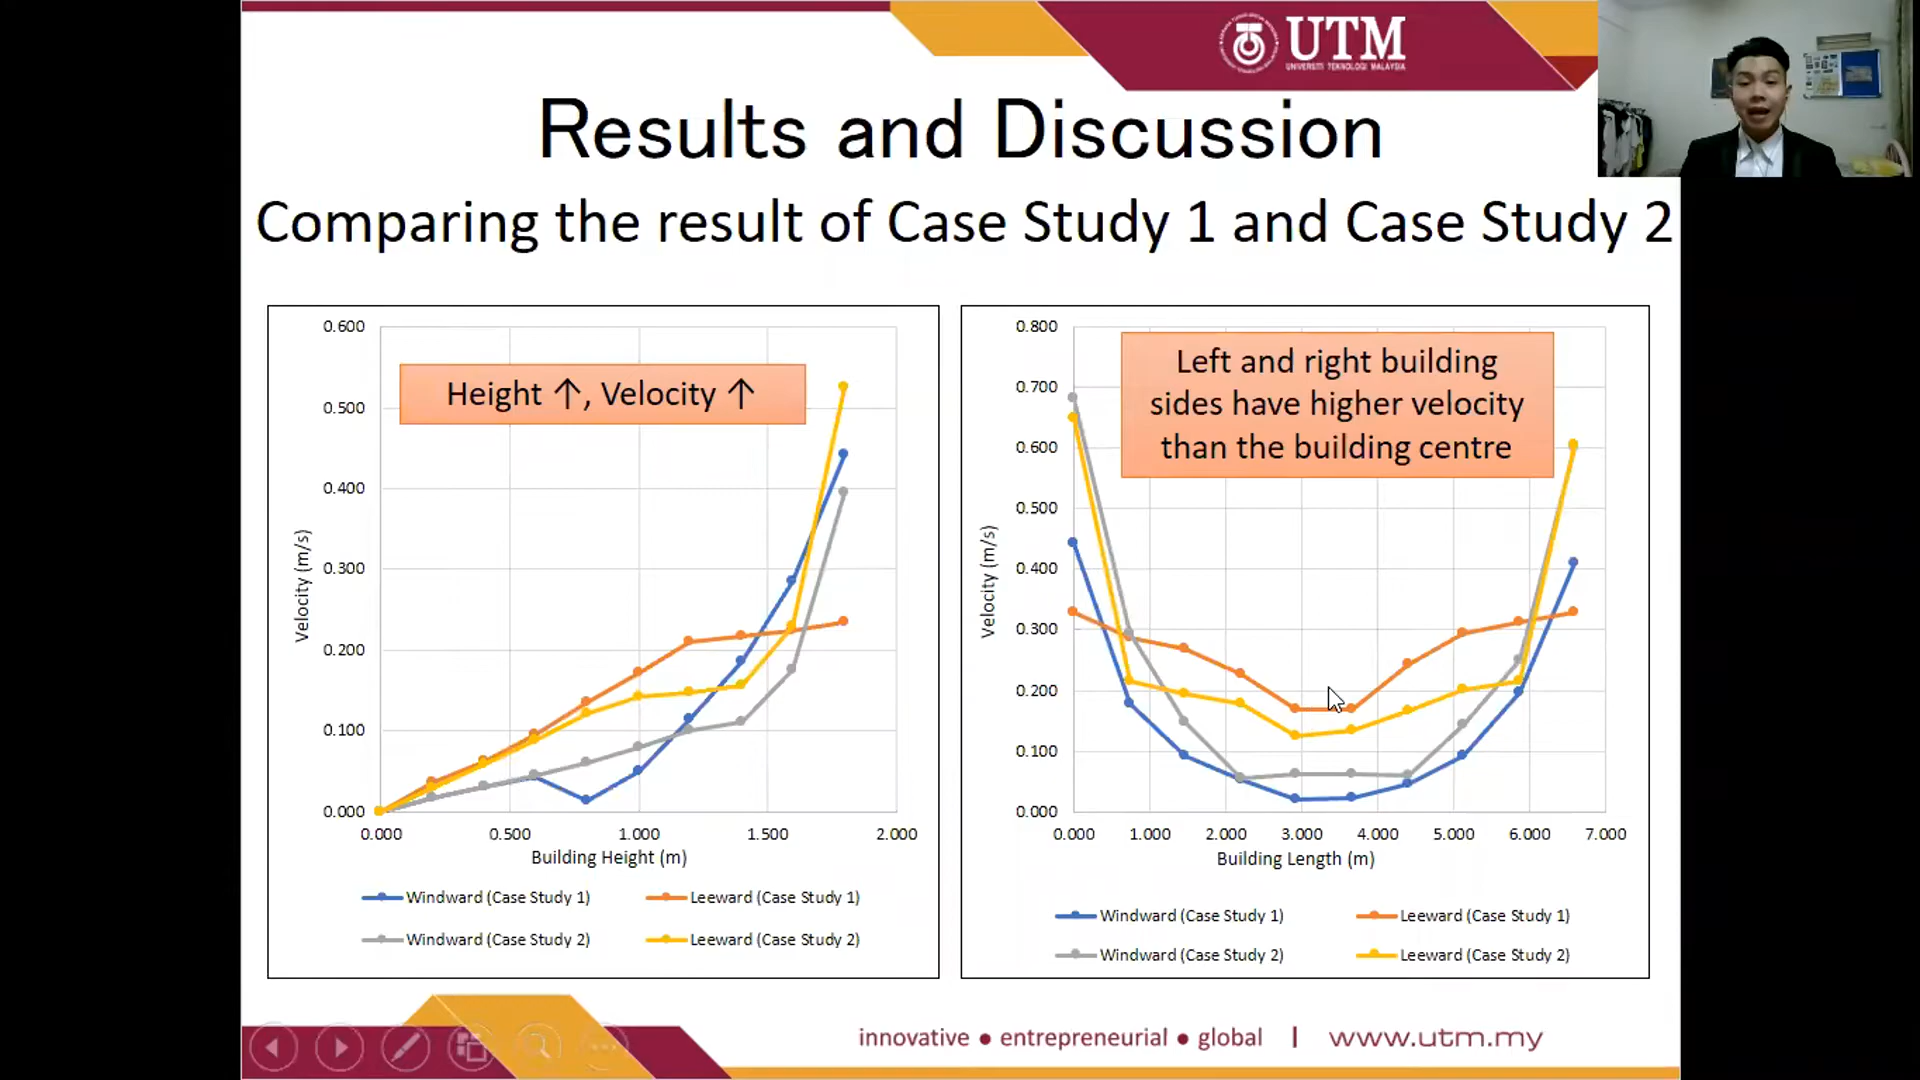 UTM
UNIVERSITI TEKNOLOGI MALAYSIA
Results and Discussion
Comparing the result of Case Study 1 and Case Study 2
Height ↑, Velocity ↑
0.600
0.500
0.400
0.300
0.200
0.100
0.000
Velocity (m/s)
0.000 0.500 1.000 1.500 2.000
Building Height (m)
Windward (Case Study 1) Leeward (Case Study 1)
Windward (Case Study 2) Leeward (Case Study 2)
Left and right building
sides have higher velocity
than the building centre
0.800
0.700
0.600
0.500
0.400
0.300
0.200
0.100
0.000
Velocity (m/s)
0.000 1.000 2.000 3.000 4.000 5.000 6.000 7.000
Building Length (m)
Windward (Case Study 1) Leeward (Case Study 1)
Windward (Case Study 2) Leeward (Case Study 2)
innovative ● entrepreneurial ● global | www.utm.my